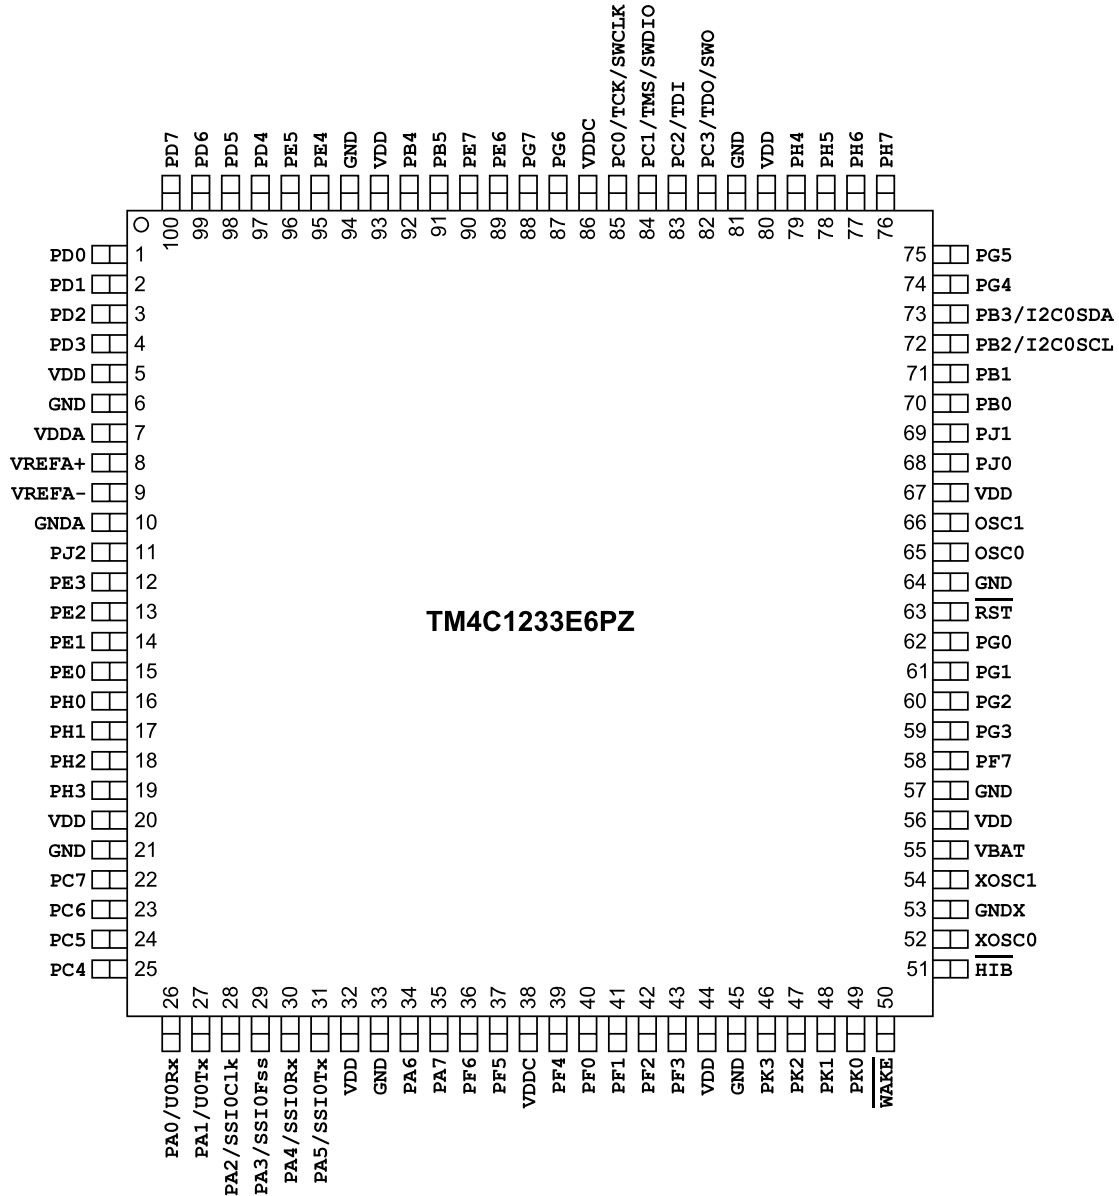 PD7 PD6 PD5 PD4 PE5 PE4 GND VDD PB4 PB5 PE7 PE6 PG7 PG6 VDDC PC0/TCK/SWCLK PC1/TMS/SWDIO PC2/TDI PC3/TDO/SWO GND VDD PH4 PH5 PH6 PH7
100 99 98 97 96 95 94 93 92 91 90 89 88 87 86 85 84 83 82 81 80 79 78 77 76
PD0 1 75 PG5
PD1 2 74 PG4
PD2 3 73 PB3/I2C0SDA
PD3 4 72 PB2/I2C0SCL
VDD 5 71 PB1
GND 6 70 PB0
VDDA 7 69 PJ1
VREFA+ 8 68 PJ0
VREFA- 9 67 VDD
GNDA 10 66 OSC1
PJ2 11 65 OSC0
PE3 12 64 GND
PE2 13 63 RST
TM4C1233E6PZ
PE1 14 62 PG0
PE0 15 61 PG1
PH0 16 60 PG2
PH1 17 59 PG3
PH2 18 58 PF7
PH3 19 57 GND
VDD 20 56 VDD
GND 21 55 VBAT
PC7 22 54 XOSC1
PC6 23 53 GNDX
PC5 24 52 XOSC0
PC4 25 51 HIB
26 27 28 29 30 31 32 33 34 35 36 37 38 39 40 41 42 43 44 45 46 47 48 49 50
PA0/U0Rx PA1/U0Tx PA2/SSI0Clk PA3/SSI0Fss PA4/SSI0Rx PA5/SSI0Tx VDD GND PA6 PA7 PF6 PF5 VDDC PF4 PF0 PF1 PF2 PF3 VDD GND PK3 PK2 PK1 PK0 WAKE